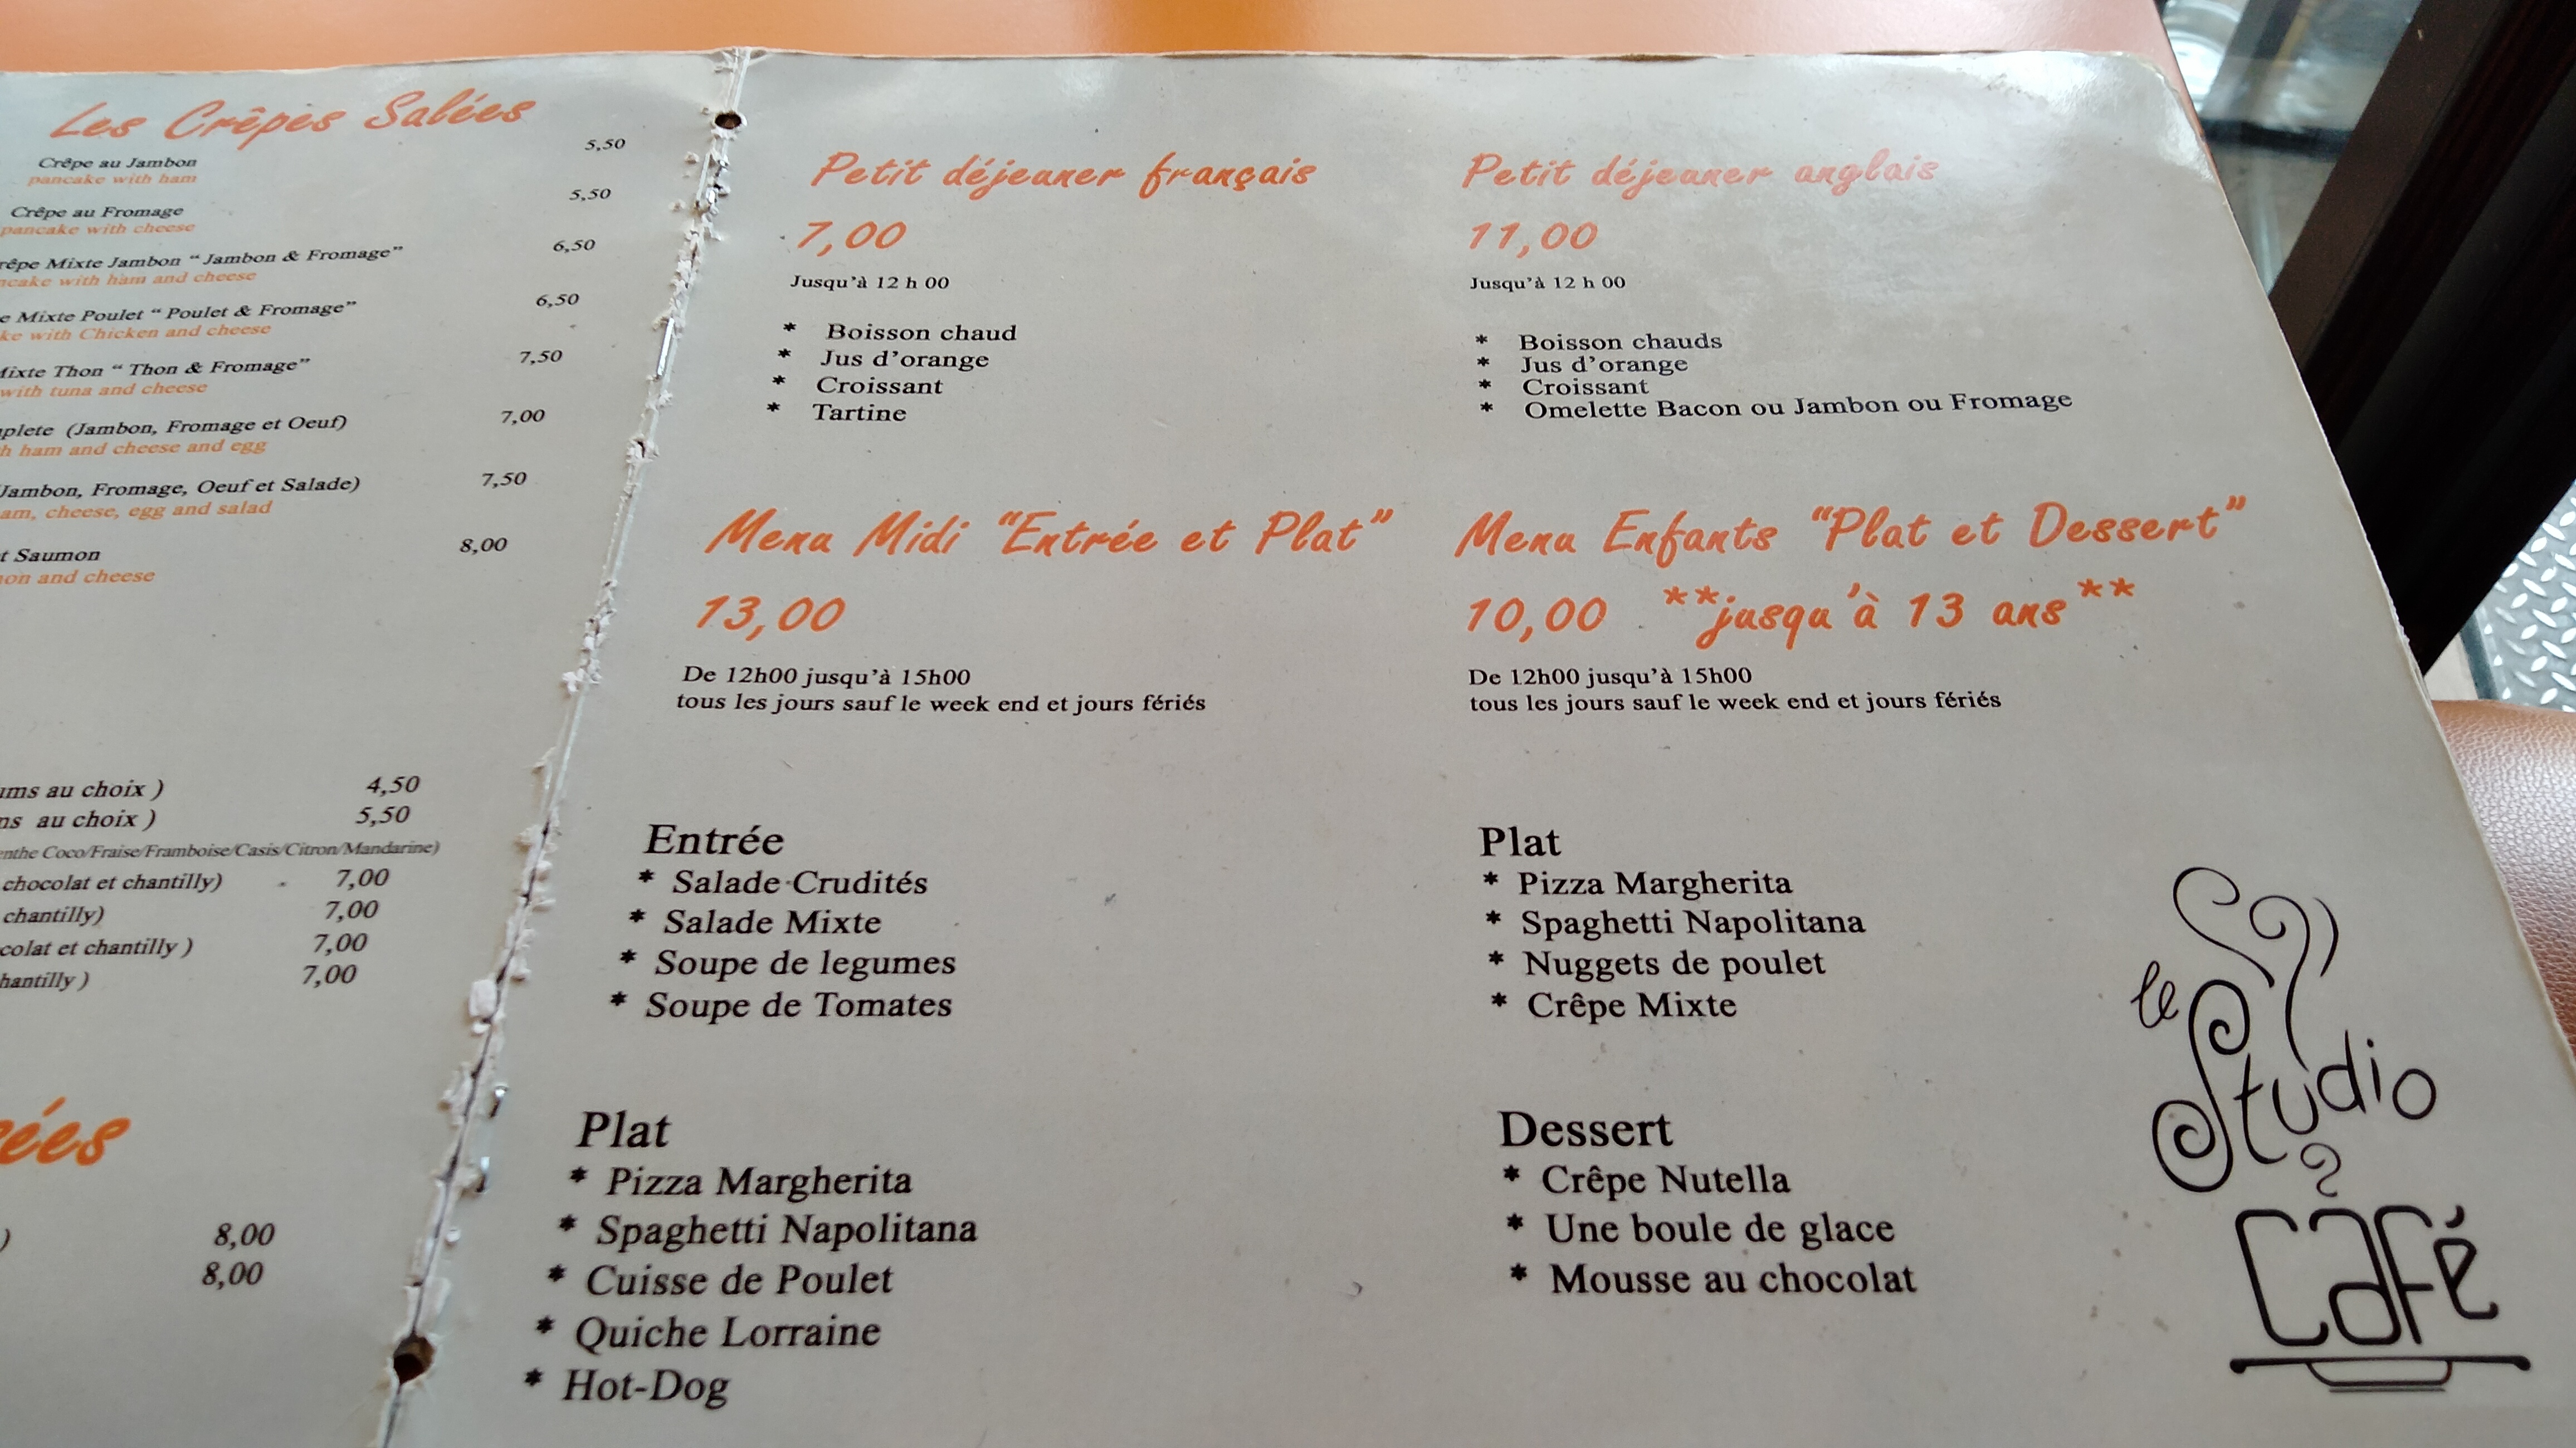 Les Crêpes Salées
Crêpe au Jambon 5,50
pancake with ham
Crêpe au Fromage 5,50
pancake with cheese
Mixte Jambon “ Jambon & Fromage” 6,50
with ham and cheese
Mixte Poulet “ Poulet & Fromage” 6,50
with Chicken and cheese
Thon “ Thon & Fromage” 7,50
with tuna and cheese
(Jambon, Fromage et Oeuf) 7,00
ham and cheese and egg
Jambon, Fromage, Oeuf et Salade) 7,50
cheese, egg and salad
Saumon 8,00
and cheese
au choix ) 4,50
au choix ) 5,50
Coco/Fraise/Framboise/Casis/Citron/Mandarine)
chocolat et chantilly) 7,00
chantilly) 7,00
et chantilly ) 7,00
) 7,00
) 8,00
8,00
Petit déjeuner français
7,00
Jusqu’à 12 h 00
* Boisson chaud
* Jus d’orange
* Croissant
* Tartine
Petit déjeuner anglais
11,00
Jusqu’à 12 h 00
* Boisson chauds
* Jus d’orange
* Croissant
* Omelette Bacon ou Jambon ou Fromage
Menu Midi “Entrée et Plat”
13,00
De 12h00 jusqu’à 15h00
tous les jours sauf le week end et jours fériés
Entrée
* Salade Crudités
* Salade Mixte
* Soupe de legumes
* Soupe de Tomates
Plat
* Pizza Margherita
* Spaghetti Napolitana
* Cuisse de Poulet
* Quiche Lorraine
* Hot-Dog
Menu Enfants “Plat et Dessert”
10,00 **jusqu’à 13 ans**
De 12h00 jusqu’à 15h00
tous les jours sauf le week end et jours fériés
Plat
* Pizza Margherita
* Spaghetti Napolitana
* Nuggets de poulet
* Crêpe Mixte
Dessert
* Crêpe Nutella
* Une boule de glace
* Mousse au chocolat
le
Studio
Café